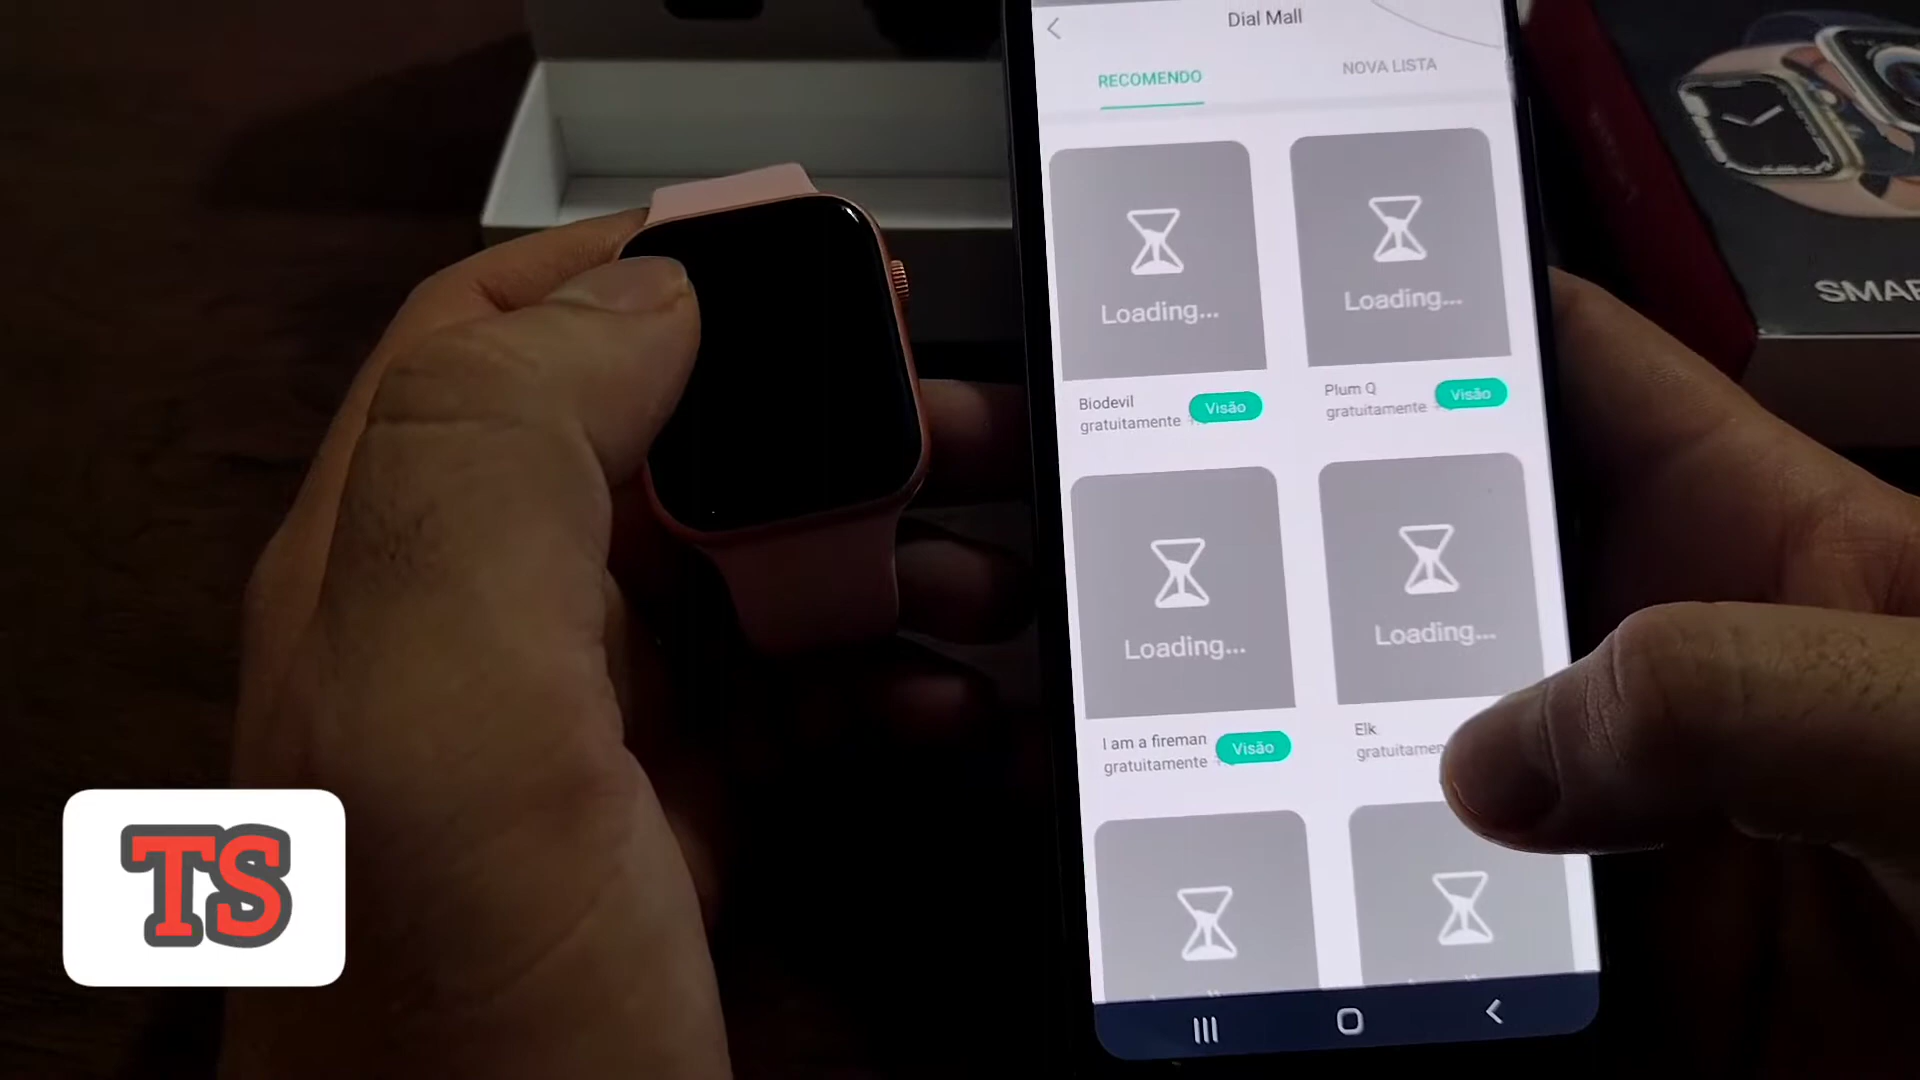 Dial Mall
RECOMENDO
NOVA LISTA
Loading...
Loading...
Biodevil
gratuitamente
Visão
Plum Q
gratuitamente
Visão
Loading...
Loading...
I am a fireman
gratuitamente
Visão
Elk
TS